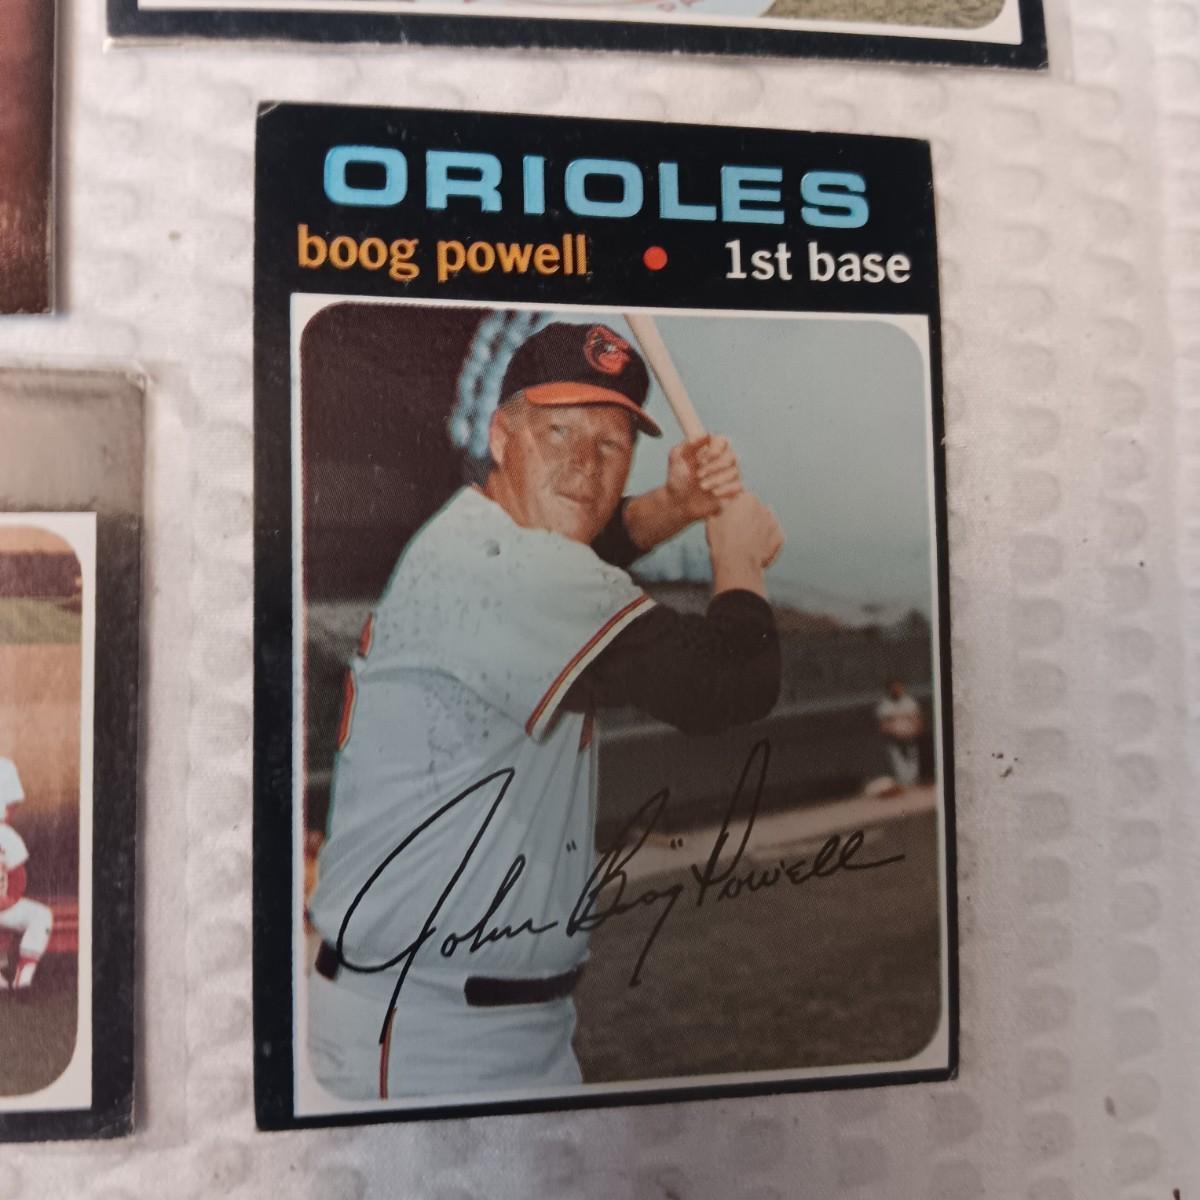 ORIOLES
boog powell • 1st base
John "Boog" Powell